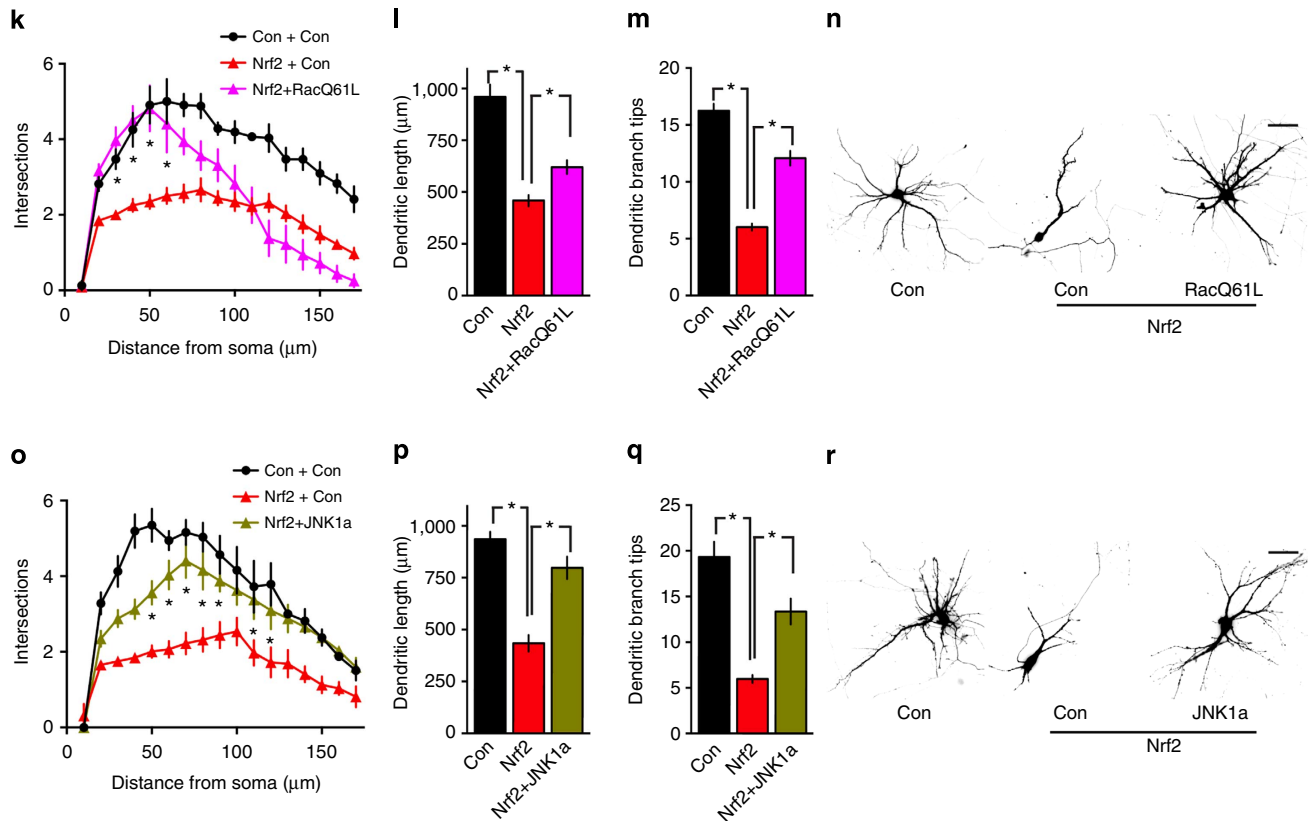 k
Con + Con
Nrf2 + Con
Nrf2+RacQ61L
6
4
2
0
Intersections
0 50 100 150
Distance from soma (μm)
l
1,000
750
500
250
0
Dendritic length (μm)
*
*
Con
Nrf2
Nrf2+RacQ61L
m
20
15
10
5
0
Dendritic branch tips
*
*
Con
Nrf2
Nrf2+RacQ61L
n
Con Con RacQ61L
Nrf2
* * * *
o
Con + Con
Nrf2 + Con
Nrf2+JNK1a
6
4
2
0
Intersections
* * * * * * *
0 50 100 150
Distance from soma (μm)
p
1,000
750
500
250
0
Dendritic length (μm)
*
*
Con
Nrf2
Nrf2+JNK1a
q
25
20
15
10
5
0
Dendritic branch tips
*
*
Con
Nrf2
Nrf2+JNK1a
r
Con Con JNK1a
Nrf2